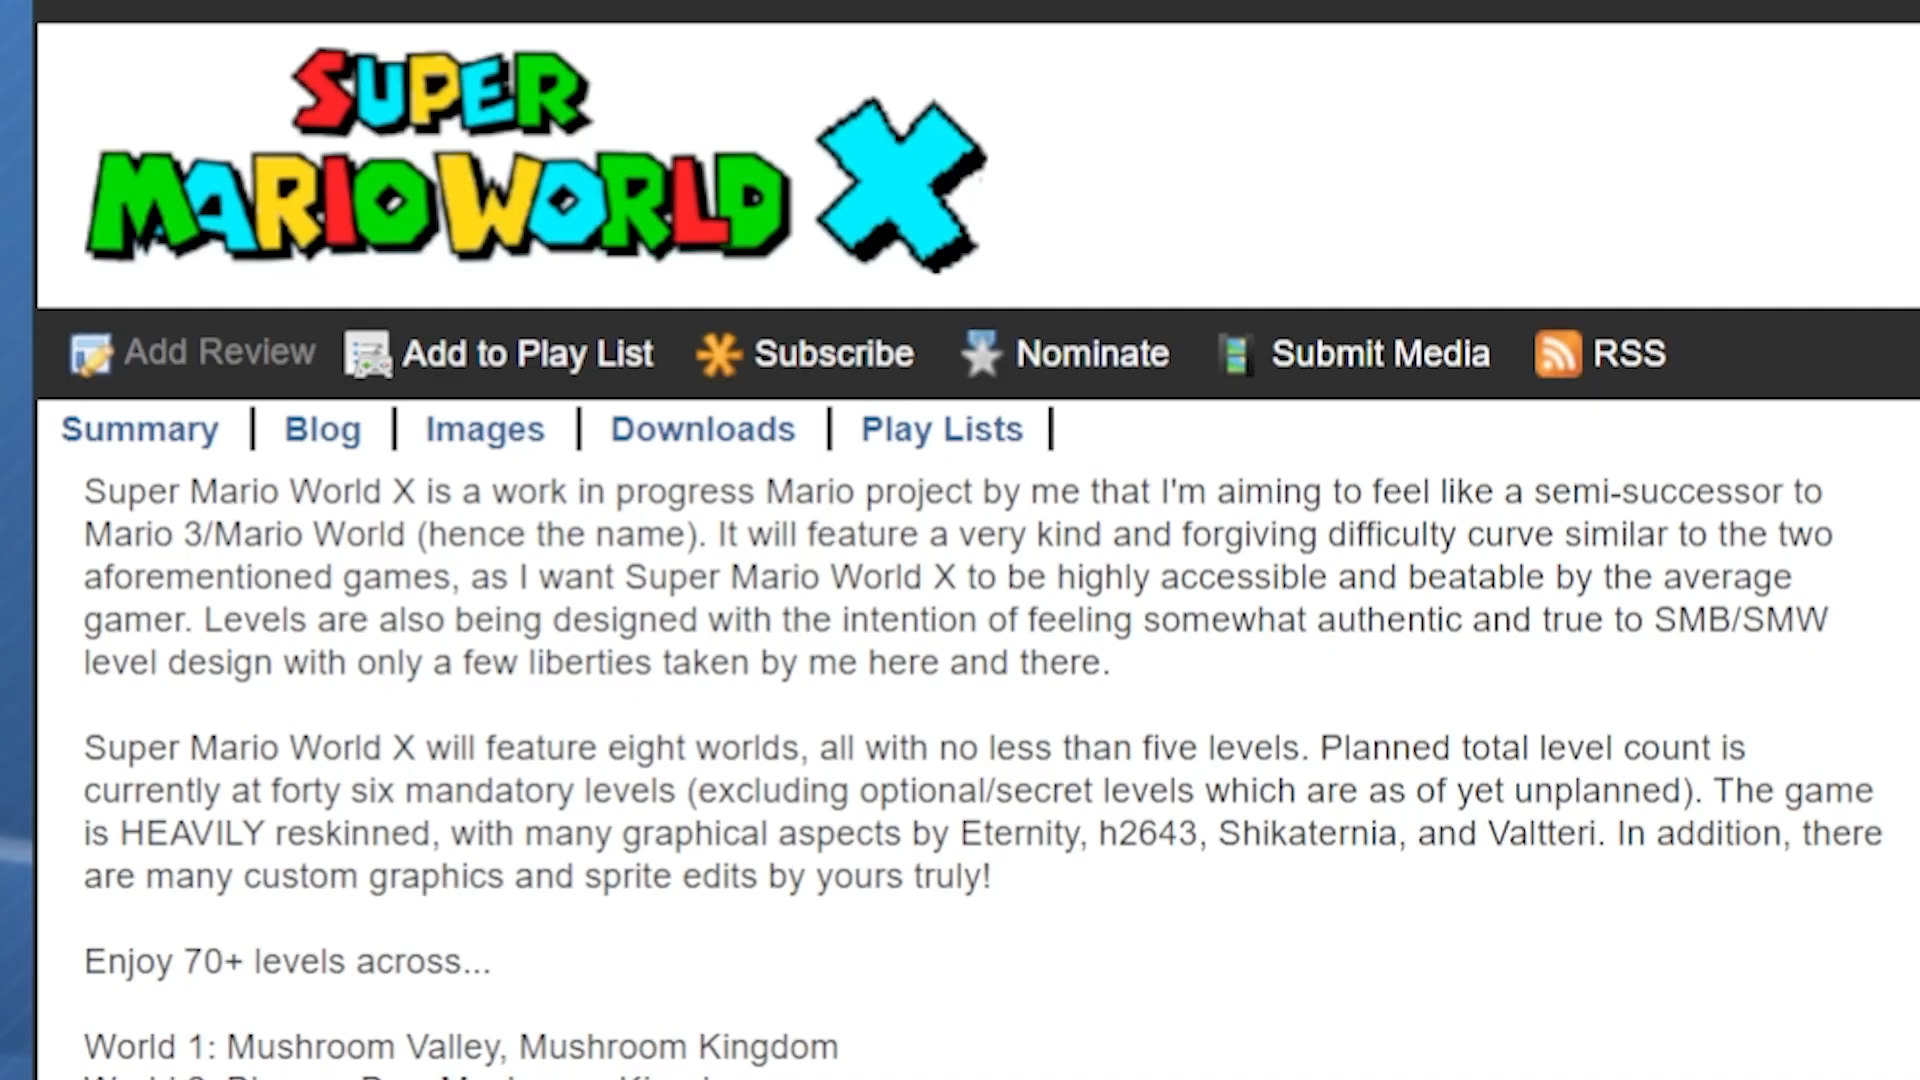 SUPER
MARIO WORLD X
Add Review Add to Play List Subscribe Nominate Submit Media RSS
Summary | Blog | Images | Downloads | Play Lists |
Super Mario World X is a work in progress Mario project by me that I'm aiming to feel like a semi-successor to
Mario 3/Mario World (hence the name). It will feature a very kind and forgiving difficulty curve similar to the two
aforementioned games, as I want Super Mario World X to be highly accessible and beatable by the average
gamer. Levels are also being designed with the intention of feeling somewhat authentic and true to SMB/SMW
level design with only a few liberties taken by me here and there.
Super Mario World X will feature eight worlds, all with no less than five levels. Planned total level count is
currently at forty six mandatory levels (excluding optional/secret levels which are as of yet unplanned). The game
is HEAVILY reskinned, with many graphical aspects by Eternity, h2643, Shikaternia, and Valtteri. In addition, there
are many custom graphics and sprite edits by yours truly!
Enjoy 70+ levels across...
World 1: Mushroom Valley, Mushroom Kingdom